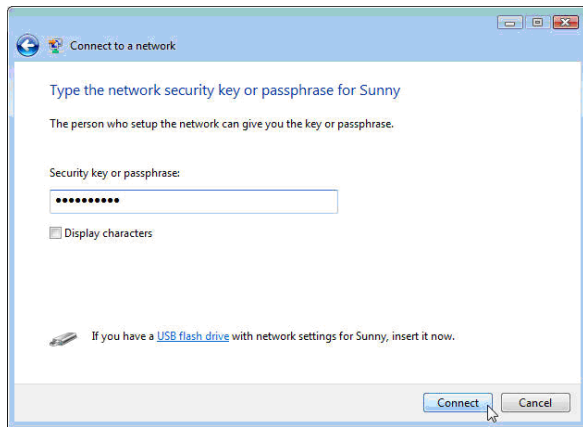 Connect to a network
Type the network security key or passphrase for Sunny
The person who setup the network can give you the key or passphrase.
Security key or passphrase:
••••••••••
Display characters
If you have a USB flash drive with network settings for Sunny, insert it now.
Connect Cancel